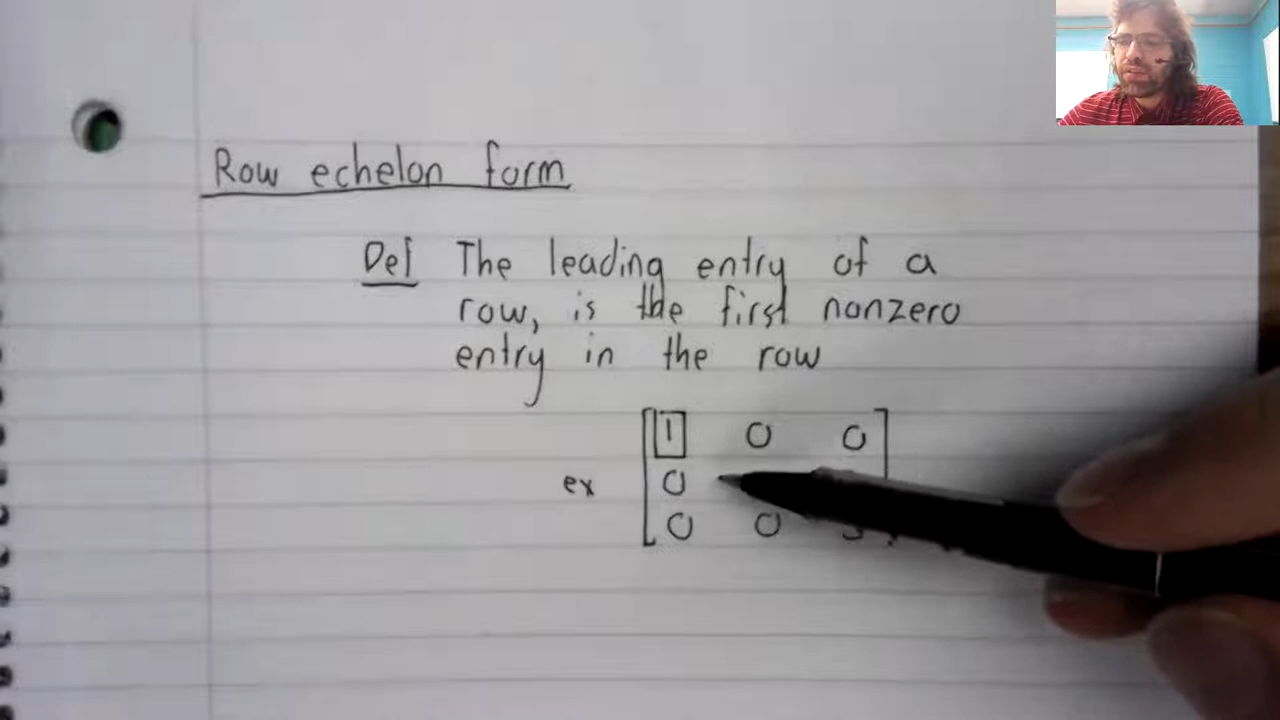 Row echelon form
Def The leading entry of a
row, is the first nonzero
entry in the row
1 0 0
ex 0
0 0